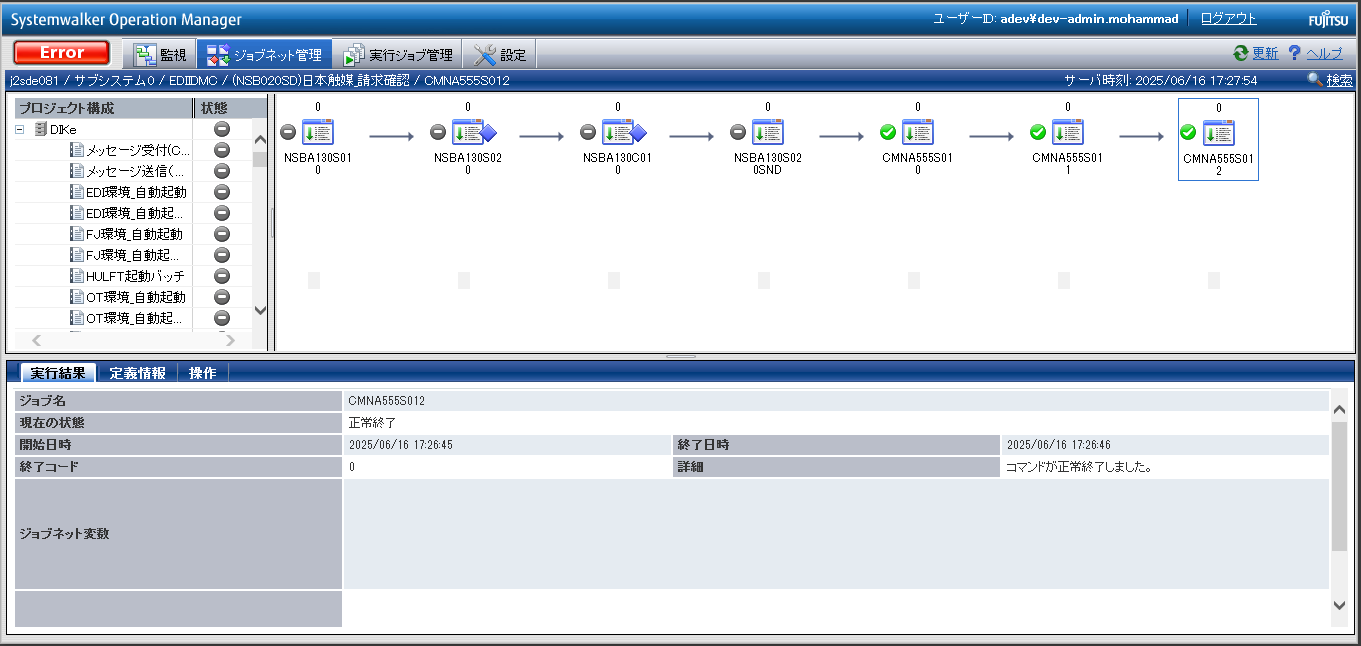 Systemwalker Operation Manager
ユーザーID: adev¥dev-admin.mohammad
ログアウト
FUJITSU
Error
監視
ジョブネット管理
実行ジョブ管理
設定
更新
ヘルプ
j2sde081 / サブシステム0 / EDIIDMC / (NSB020SD)日本触媒_請求確認 / CMNA555S012
サーバ時刻: 2025/06/16 17:27:54
検索
プロジェクト構成 状態
DIKe
メッセージ受付(C...
メッセージ送信(...
EDI環境_自動起動
EDI環境_自動起...
FJ環境_自動起動
FJ環境_自動起...
HULFT起動バッチ
OT環境_自動起動
OT環境_自動起...
0 0 0 0 0 0 0
NSBA130S01 NSBA130S02 NSBA130C01 NSBA130S02 CMNA555S01 CMNA555S01 CMNA555S01
0 0 0 0SND 0 1 2
実行結果 定義情報 操作
ジョブ名 CMNA555S012
現在の状態 正常終了
開始日時 2025/06/16 17:26:45 終了日時 2025/06/16 17:26:46
終了コード 0 詳細 コマンドが正常終了しました。
ジョブネット変数